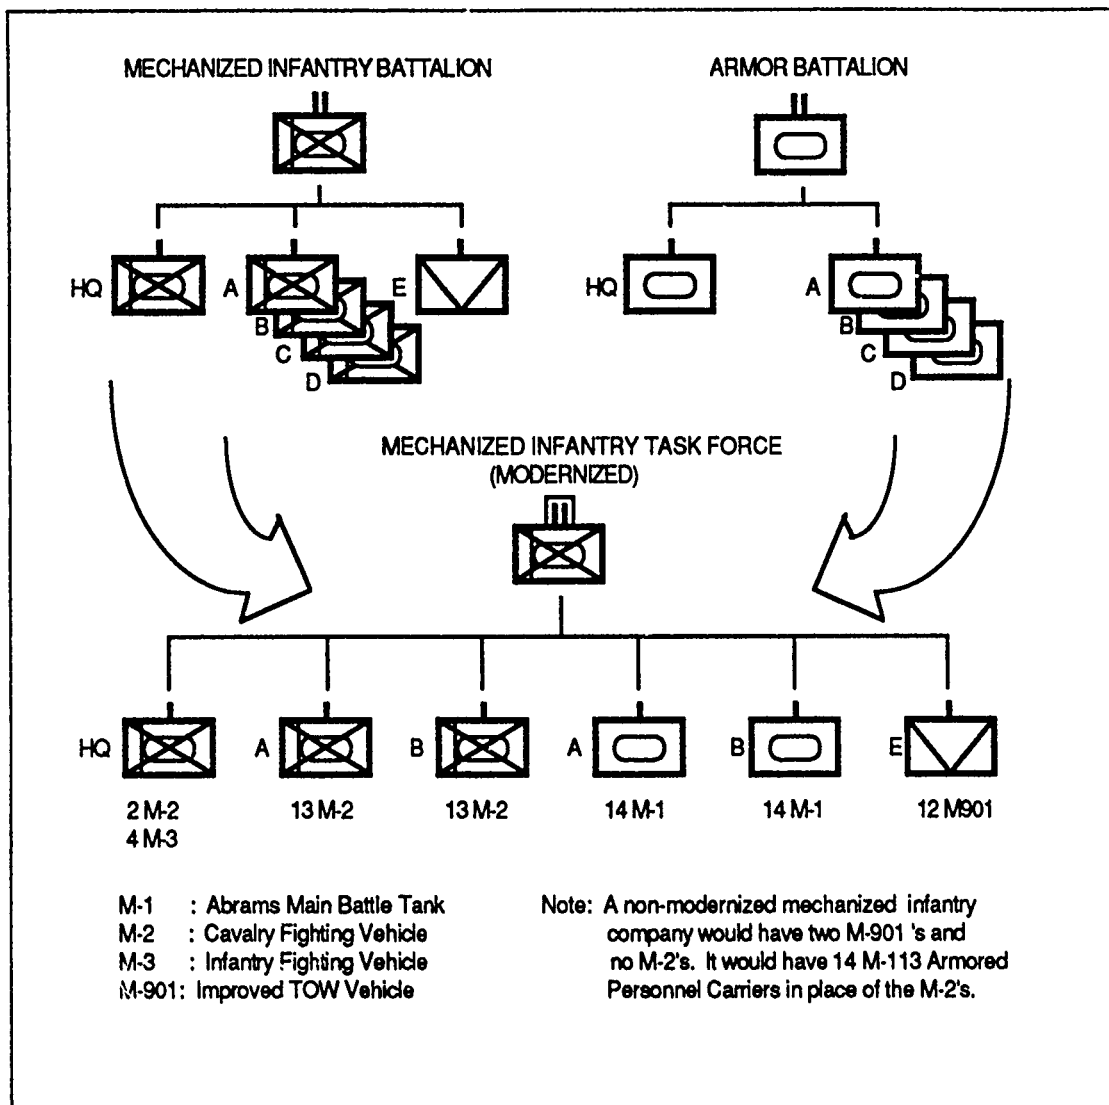 MECHANIZED INFANTRY BATTALION
ARMOR BATTALION
HQ
A
B
C
D
E
HQ
A
B
C
D
MECHANIZED INFANTRY TASK FORCE
(MODERNIZED)
HQ
A
B
A
B
E
2 M-2
4 M-3
13 M-2
13 M-2
14 M-1
14 M-1
12 M901
M-1 : Abrams Main Battle Tank
M-2 : Cavalry Fighting Vehicle
M-3 : Infantry Fighting Vehicle
M-901: Improved TOW Vehicle
Note: A non-modernized mechanized infantry
company would have two M-901 's and
no M-2's. It would have 14 M-113 Armored
Personnel Carriers in place of the M-2's.